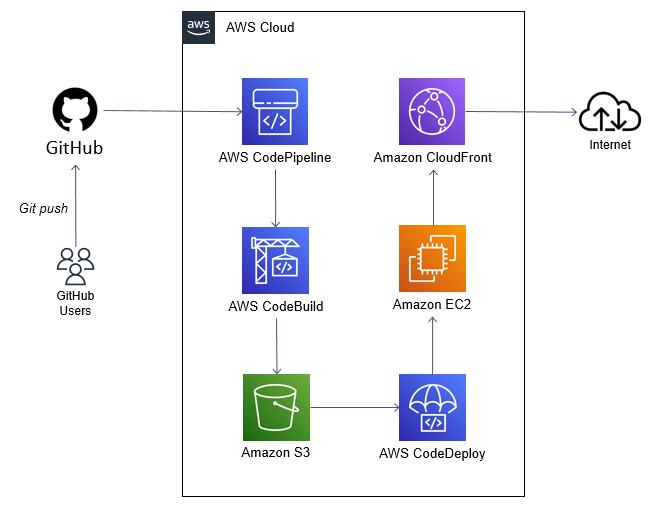 aws
AWS Cloud
GitHub
AWS CodePipeline
Amazon CloudFront
Internet
Git push
GitHub
Users
AWS CodeBuild
Amazon EC2
Amazon S3
AWS CodeDeploy